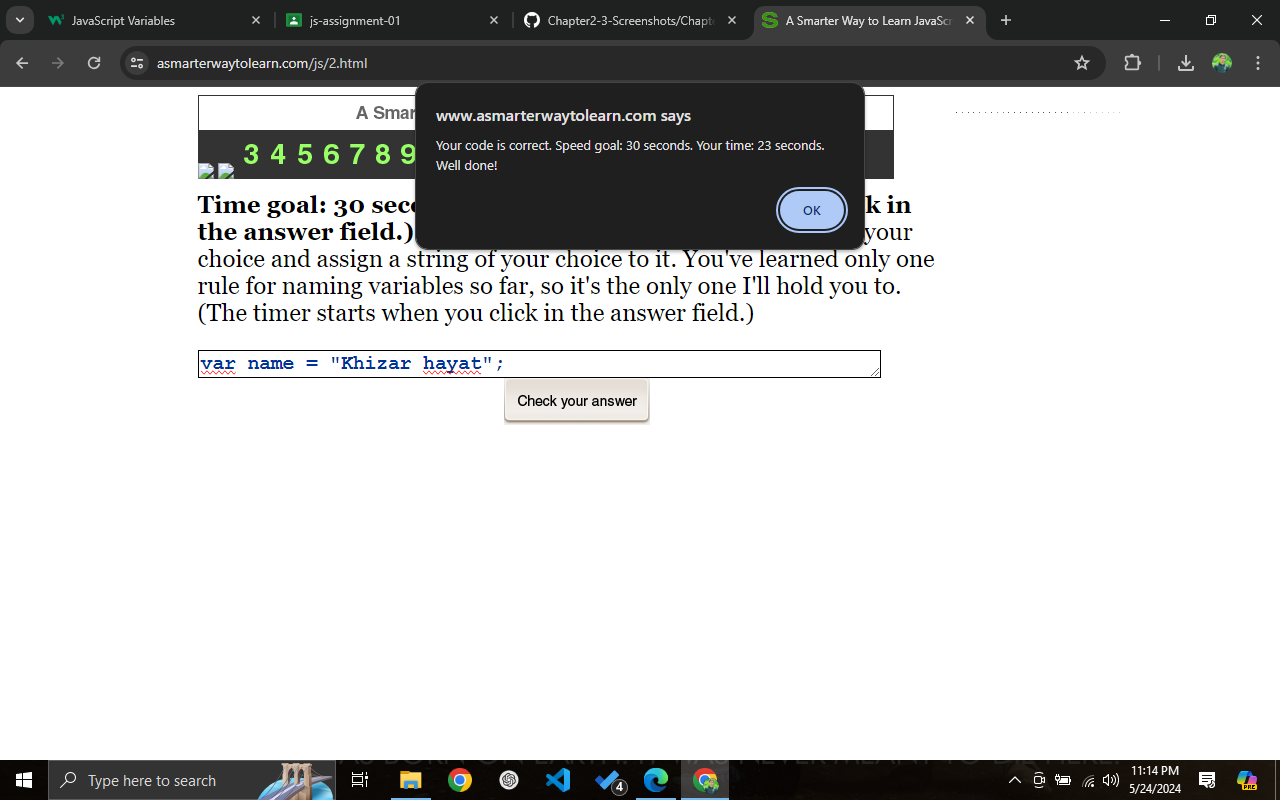 JavaScript Variables
js-assignment-01
Chapter2-3-Screenshots/Chapt
A Smarter Way to Learn JavaSc
asmarterwaytolearn.com/js/2.html
A Smar
www.asmarterwaytolearn.com says
Your code is correct. Speed goal: 30 seconds. Your time: 23 seconds.
Well done!
OK
3 4 5 6 7 8 9
Time goal: 30 sec k in
the answer field.) your
choice and assign a string of your choice to it. You've learned only one
rule for naming variables so far, so it's the only one I'll hold you to.
(The timer starts when you click in the answer field.)
var name = "Khizar hayat";
Check your answer
Type here to search
4
11:14 PM
5/24/2024
PRE